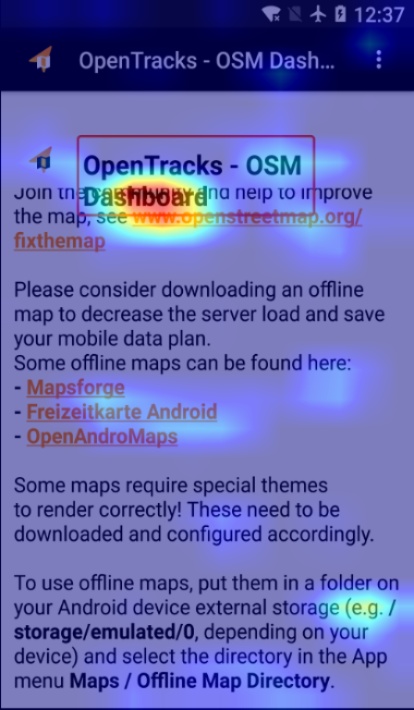 12:37
OpenTracks - OSM Dash...
OpenTracks - OSM
Dashboard
Join the community and help to improve
the map, see www.openstreetmap.org/
fixthemap
Please consider downloading an offline
map to decrease the server load and save
your mobile data plan.
Some offline maps can be found here:
- Mapsforge
- Freizeitkarte Android
- OpenAndroMaps
Some maps require special themes
to render correctly! These need to be
downloaded and configured accordingly.
To use offline maps, put them in a folder on
your Android device external storage (e.g. /
storage/emulated/0, depending on your
device) and select the directory in the App
menu Maps / Offline Map Directory.